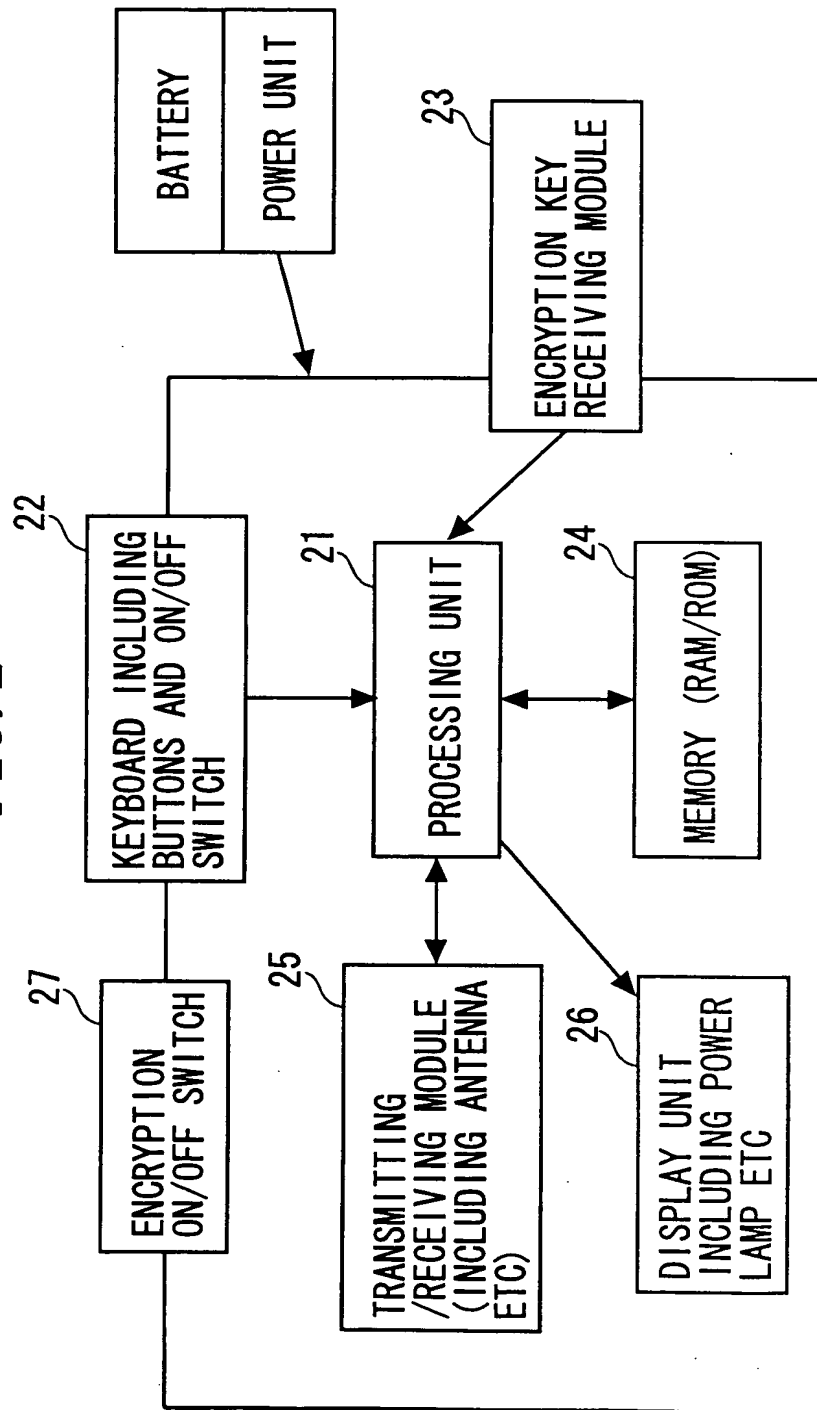 27
ENCRYPTION
ON/OFF SWITCH
22
KEYBOARD INCLUDING
BUTTONS AND ON/OFF
SWITCH
BATTERY
POWER UNIT
25
TRANSMITTING
/RECEIVING MODULE
(INCLUDING ANTENNA
ETC)
21
PROCESSING UNIT
23
ENCRYPTION KEY
RECEIVING MODULE
26
DISPLAY UNIT
INCLUDING POWER
LAMP ETC
24
MEMORY (RAM/ROM)